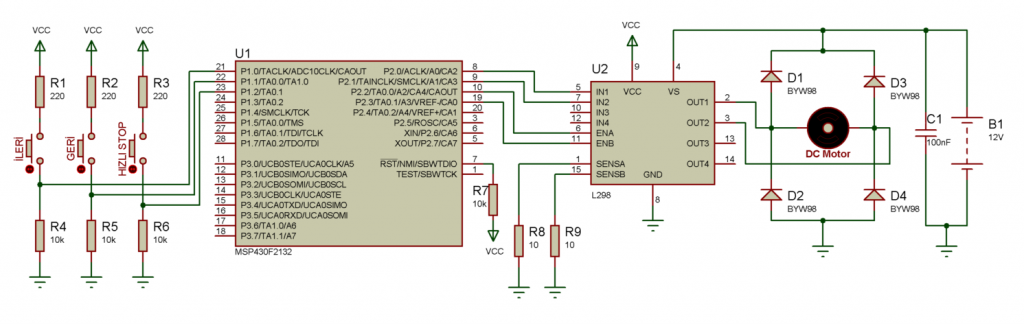 VCC
VCC
VCC
R1
220
R2
220
R3
220
İLERİ
GERİ
HIZLI STOP
R4
10k
R5
10k
R6
10k
U1
21 P1.0/TACLK/ADC10CLK/CAOUT
22 P1.1/TA0.0/TA1.0
23 P1.2/TA0.1
24 P1.3/TA0.2
25 P1.4/SMCLK/TCK
26 P1.5/TA0.0/TMS
27 P1.6/TA0.1/TDI/TCLK
28 P1.7/TA0.2/TDO/TDI
11 P3.0/UCB0STE/UCA0CLK/A5
12 P3.1/UCB0SIMO/UCB0SDA
13 P3.2/UCB0SOMI/UCB0SCL
14 P3.3/UCB0CLK/UCA0STE
15 P3.4/UCA0TXD/UCA0SIMO
16 P3.5/UCA0RXD/UCA0SOMI
17 P3.6/TA1.0/A6
18 P3.7/TA1.1/A7
P2.0/ACLK/A0/CA2 8
P2.1/TAINCLK/SMCLK/A1/CA3 9
P2.2/TA0.0/A2/CA4/CAOUT 10
P2.3/TA0.1/A3/VREF-/CA0 19
P2.4/TA0.2/A4/VREF+/CA1 20
P2.5/ROSC/CA5 3
XIN/P2.6/CA6 6
XOUT/P2.7/CA7 5
RST/NMI/SBWTDIO 7
TEST/SBWTCK 1
MSP430F2132
R7
10k
VCC
R8
10
R9
10
VCC
U2
9
4
VCC
VS
5 IN1
7 IN2
10 IN3
12 IN4
6 ENA
11 ENB
1 SENSA
15 SENSB
OUT1 2
OUT2 3
OUT3 13
OUT4 14
GND
8
L298
D1
BYW98
D3
BYW98
DC Motor
D2
BYW98
D4
BYW98
C1
100nF
B1
12V